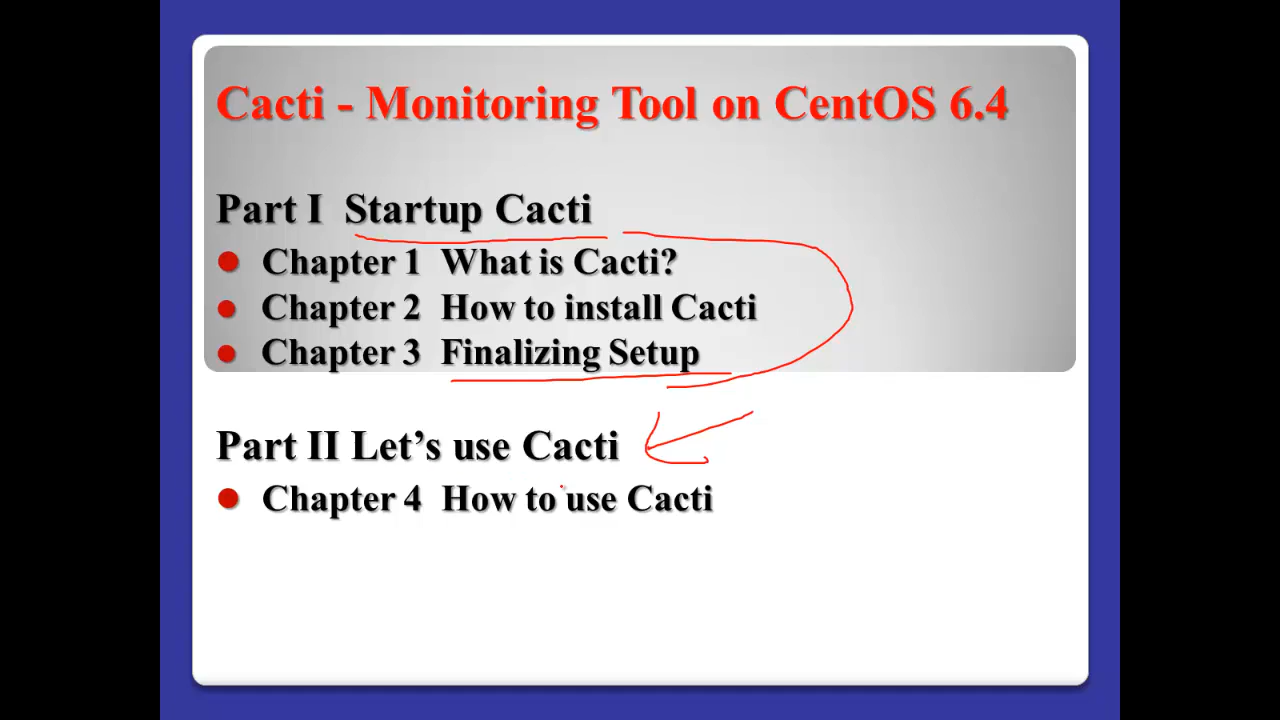 Cacti - Monitoring Tool on CentOS 6.4
Part I Startup Cacti
Chapter 1 What is Cacti?
Chapter 2 How to install Cacti
Chapter 3 Finalizing Setup
Part II Let’s use Cacti
Chapter 4 How to use Cacti